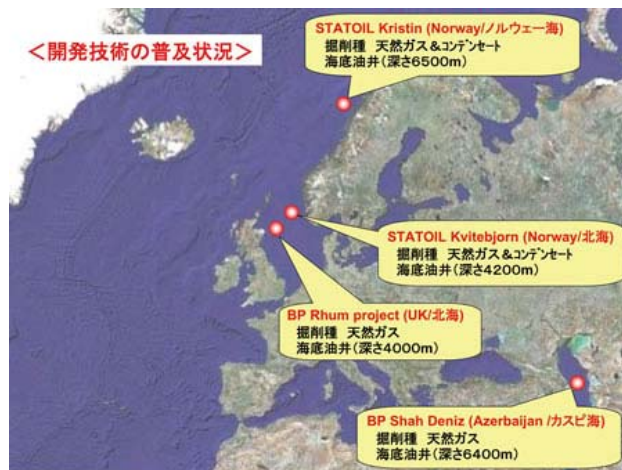 ＜開発技術の普及状況＞
STATOIL Kristin (Norway/ノルウェー海)
掘削種 天然ガス＆コンデンセート
海底油井（深さ6500m）
STATOIL Kvitebjorn (Norway/北海)
掘削種 天然ガス＆コンデンセート
海底油井（深さ4200m）
BP Rhum project (UK/北海)
掘削種 天然ガス
海底油井（深さ4000m）
BP Shah Deniz (Azerbaijan /カスピ海)
掘削種 天然ガス
海底油井（深さ6400m）